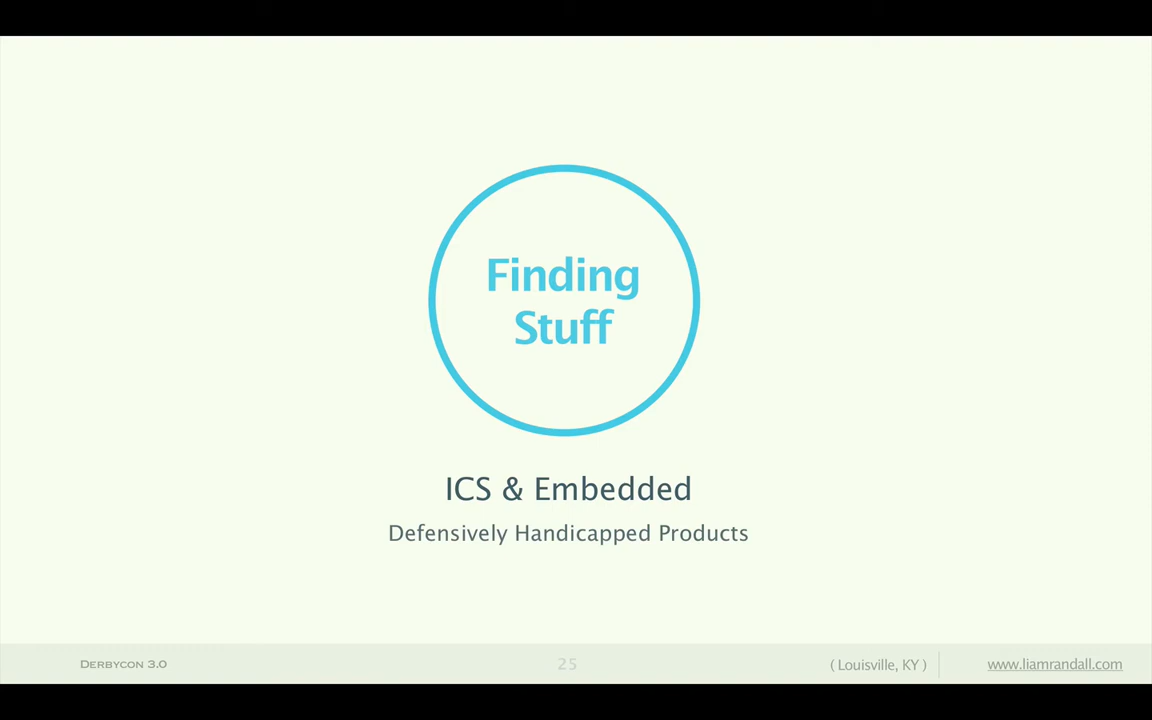 Finding
Stuff
ICS & Embedded
Defensively Handicapped Products
Derbycon 3.0
25
( Louisville, KY )
www.liamrandall.com